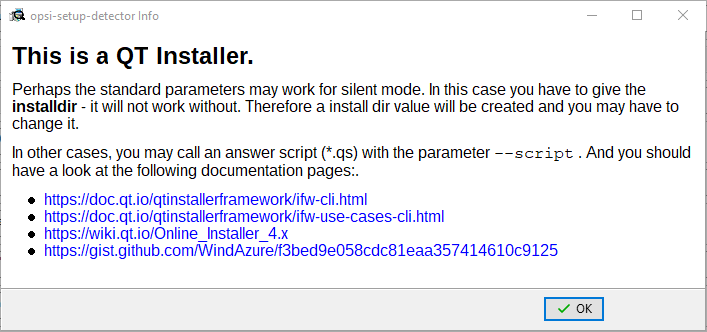 opsi-setup-detector Info
This is a QT Installer.
Perhaps the standard parameters may work for silent mode. In this case you have to give the
installdir - it will not work without. Therefore a install dir value will be created and you may have to
change it.
In other cases, you may call an answer script (*.qs) with the parameter --script . And you should
have a look at the following documentation pages:.
https://doc.qt.io/qtinstallerframework/ifw-cli.html
https://doc.qt.io/qtinstallerframework/ifw-use-cases-cli.html
https://wiki.qt.io/Online_Installer_4.x
https://gist.github.com/WindAzure/f3bed9e058cdc81eaa357414610c9125
OK